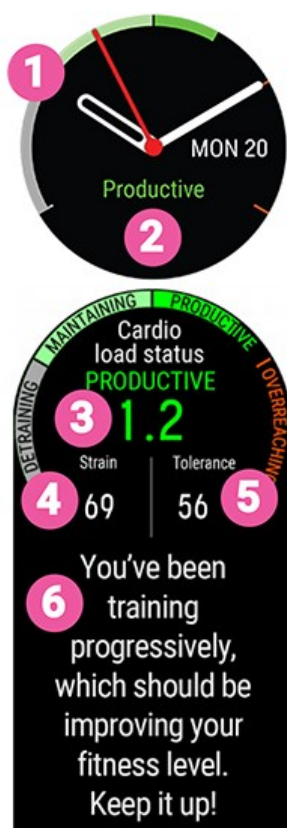 1
MON 20
Productive
2
DETRAINING
MAINTAINING
PRODUCTIVE
OVERREACHING
Cardio
load status
PRODUCTIVE
3
1.2
Strain
Tolerance
4
69
56
5
6
You've been
training
progressively,
which should be
improving your
fitness level.
Keep it up!